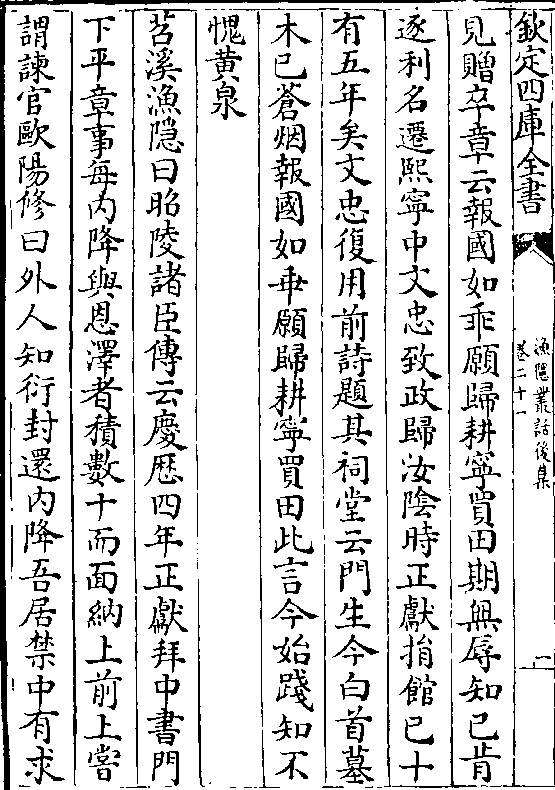 欽定四庫全書
漁隱叢話後集
卷二十一
一
見贈卒章云報國如乖願歸耕寧買田期無辱知已肯
逐利名遷熙寧中文忠致政歸汝陰時正獻捐館已十
有五年矣文忠復用前詩題其祠堂云門生今白首墓
木已蒼烟報國如乖願歸耕寧買田此言今始踐知不
愧黄泉
苕溪漁隱曰昭陵諸臣傳云慶厯四年正獻拜中書門
下平章事每内降與恩澤者積數十而面納上前上嘗
謂諫官歐陽修曰外人知衍封還内降吾居禁中有求